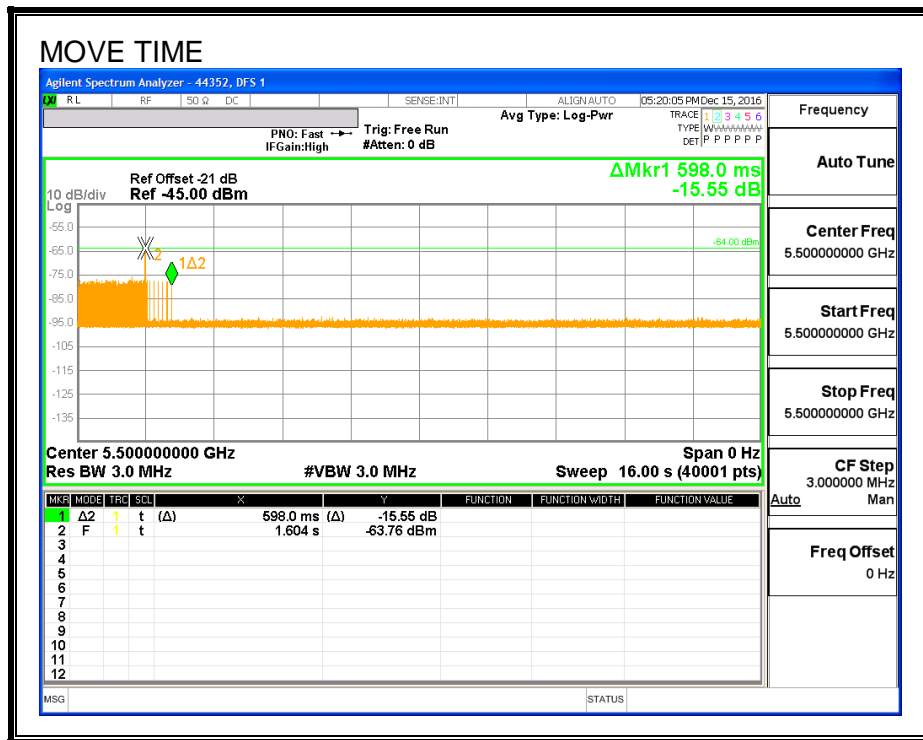 MOVE TIME
Agilent Spectrum Analyzer - 44352, DFS 1
LXI RL RF 50 Ω DC SENSE:INT ALIGN AUTO 05:20:05 PM Dec 15, 2016
PNO: Fast
IFGain:High
Trig: Free Run
#Atten: 0 dB
Avg Type: Log-Pwr
TRACE 1 2 3 4 5 6
TYPE WWWWWW
DET P P P P P P
Frequency
Auto Tune
Center Freq
5.500000000 GHz
Start Freq
5.500000000 GHz
Stop Freq
5.500000000 GHz
CF Step
3.000000 MHz
Auto Man
Freq Offset
0 Hz
ΔMkr1 598.0 ms
-15.55 dB
Ref Offset -21 dB
10 dB/div Ref -45.00 dBm
Log
-55.0
-65.0
-75.0
-85.0
-95.0
-105
-115
-125
-135
-64.00 dBm
2
1Δ2
Center 5.500000000 GHz Span 0 Hz
Res BW 3.0 MHz #VBW 3.0 MHz Sweep 16.00 s (40001 pts)
MKR MODE TRC SCL X Y FUNCTION FUNCTION WIDTH FUNCTION VALUE
1 Δ2 1 t (Δ) 598.0 ms (Δ) -15.55 dB
2 F 1 t 1.604 s -63.76 dBm
3
4
5
6
7
8
9
10
11
12
MSG STATUS